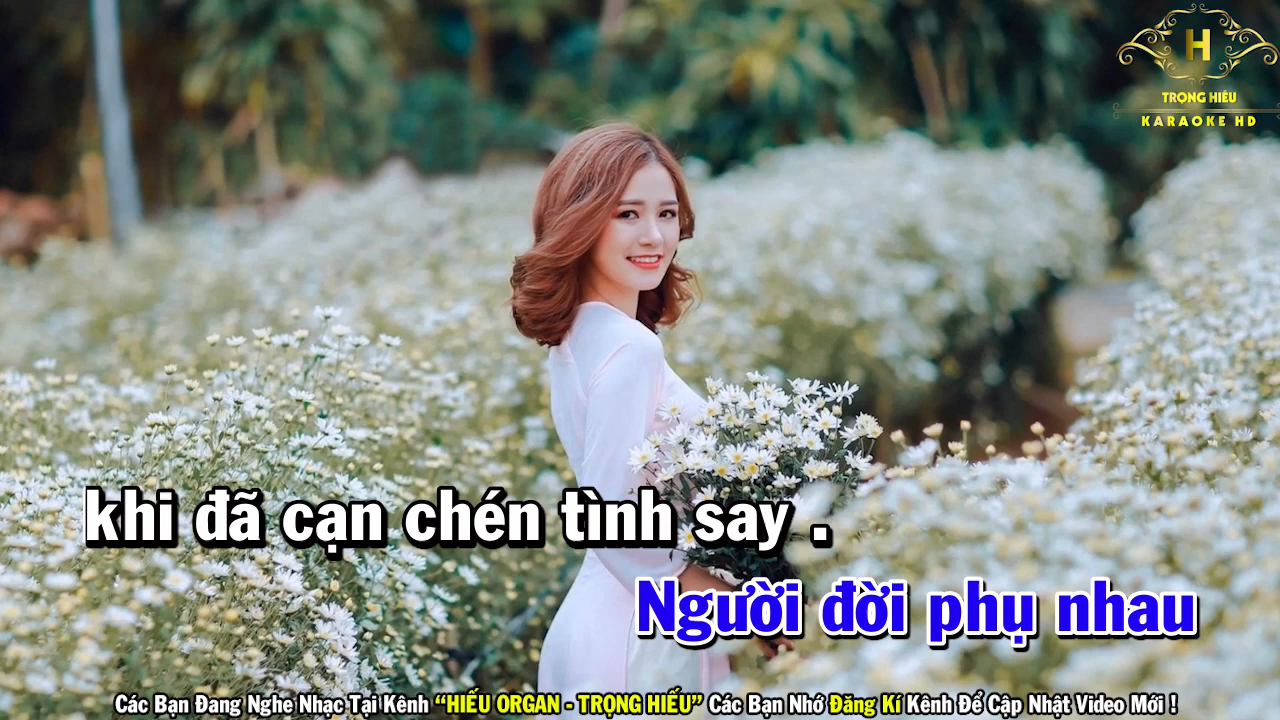 H
TRỌNG HIẾU
KARAOKE HD
khi đã cạn chén tình say .
Người đời phụ nhau
Các Bạn Đang Nghe Nhạc Tại Kênh “HIẾU ORGAN - TRỌNG HIẾU” Các Bạn Nhớ Đăng Kí Kênh Để Cập Nhật Video Mới !